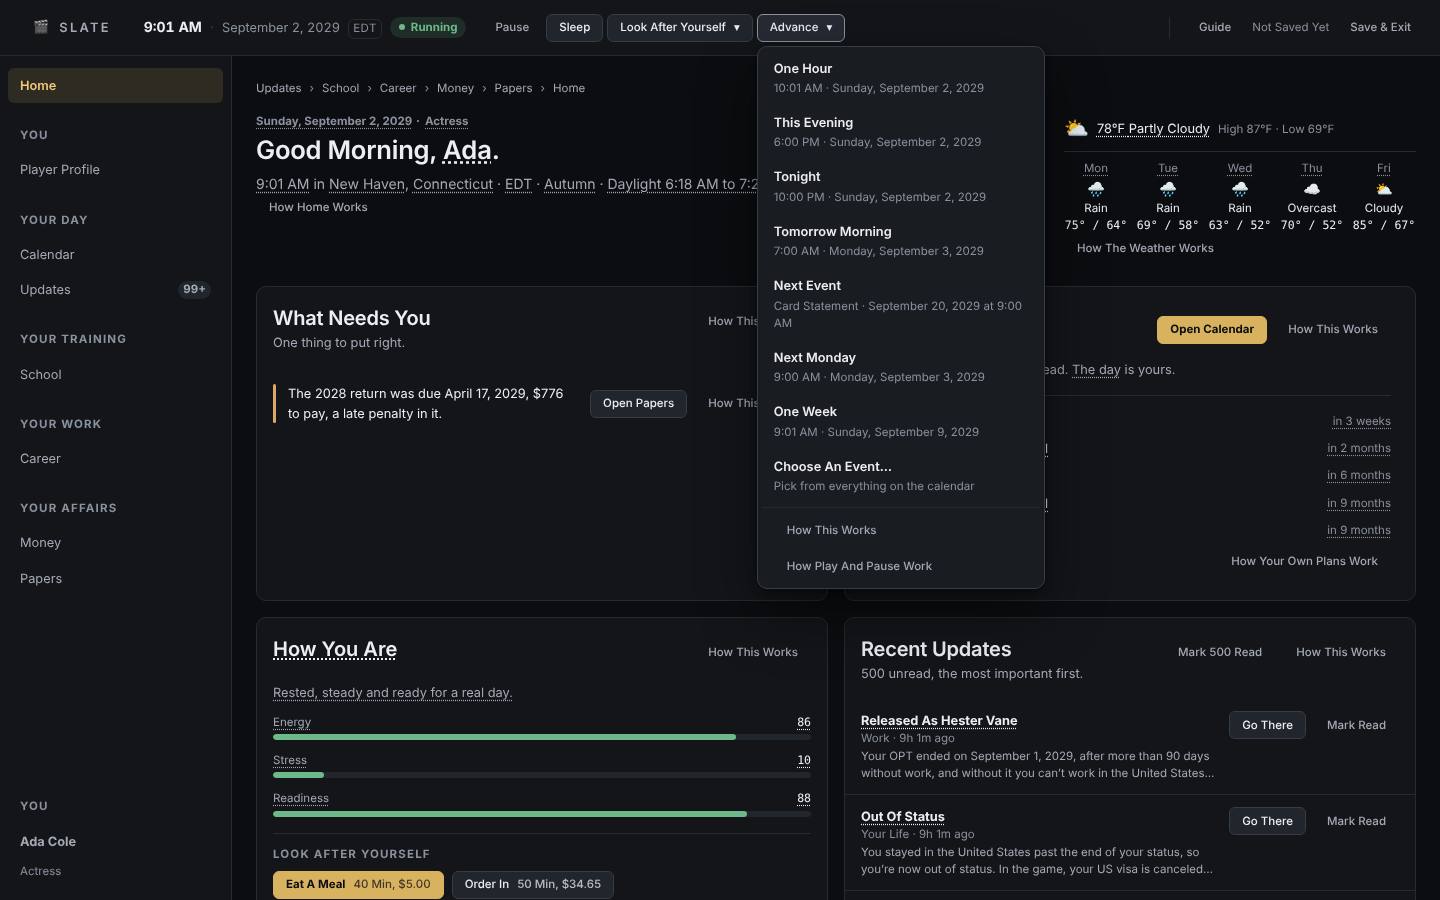 SLATE
9:01 AM · September 2, 2029 EDT Running Pause Sleep Look After Yourself ▾ Advance ▾ Guide Not Saved Yet Save & Exit
Home
YOU
Player Profile
YOUR DAY
Calendar
Updates 99+
YOUR TRAINING
School
YOUR WORK
Career
YOUR AFFAIRS
Money
Papers
YOU
Ada Cole
Actress
Updates › School › Career › Money › Papers › Home
Sunday, September 2, 2029 · Actress
Good Morning, Ada.
9:01 AM in New Haven, Connecticut · EDT · Autumn · Daylight 6:18 AM to 7:2
How Home Works
One Hour
10:01 AM · Sunday, September 2, 2029
This Evening
6:00 PM · Sunday, September 2, 2029
Tonight
10:00 PM · Sunday, September 2, 2029
Tomorrow Morning
7:00 AM · Monday, September 3, 2029
Next Event
Card Statement · September 20, 2029 at 9:00
AM
Next Monday
9:00 AM · Monday, September 3, 2029
One Week
9:01 AM · Sunday, September 9, 2029
Choose An Event...
Pick from everything on the calendar
How This Works
How Play And Pause Work
78°F Partly Cloudy High 87°F · Low 69°F
Mon Tue Wed Thu Fri
Rain Rain Rain Overcast Cloudy
75° / 64° 69° / 58° 63° / 52° 70° / 52° 85° / 67°
How The Weather Works
What Needs You How This
One thing to put right.
The 2028 return was due April 17, 2029, $776
to pay, a late penalty in it.
Open Papers How This
Open Calendar How This Works
ead. The day is yours.
in 3 weeks
in 2 months
in 6 months
in 9 months
in 9 months
How Your Own Plans Work
How You Are How This Works
Rested, steady and ready for a real day.
Energy 86
Stress 10
Readiness 88
LOOK AFTER YOURSELF
Eat A Meal 40 Min, $5.00 Order In 50 Min, $34.65
Recent Updates Mark 500 Read How This Works
500 unread, the most important first.
Released As Hester Vane Go There Mark Read
Work · 9h 1m ago
Your OPT ended on September 1, 2029, after more than 90 days
without work, and without it you can't work in the United States...
Out Of Status Go There Mark Read
Your Life · 9h 1m ago
You stayed in the United States past the end of your status, so
you're now out of status. In the game, your US visa is canceled...